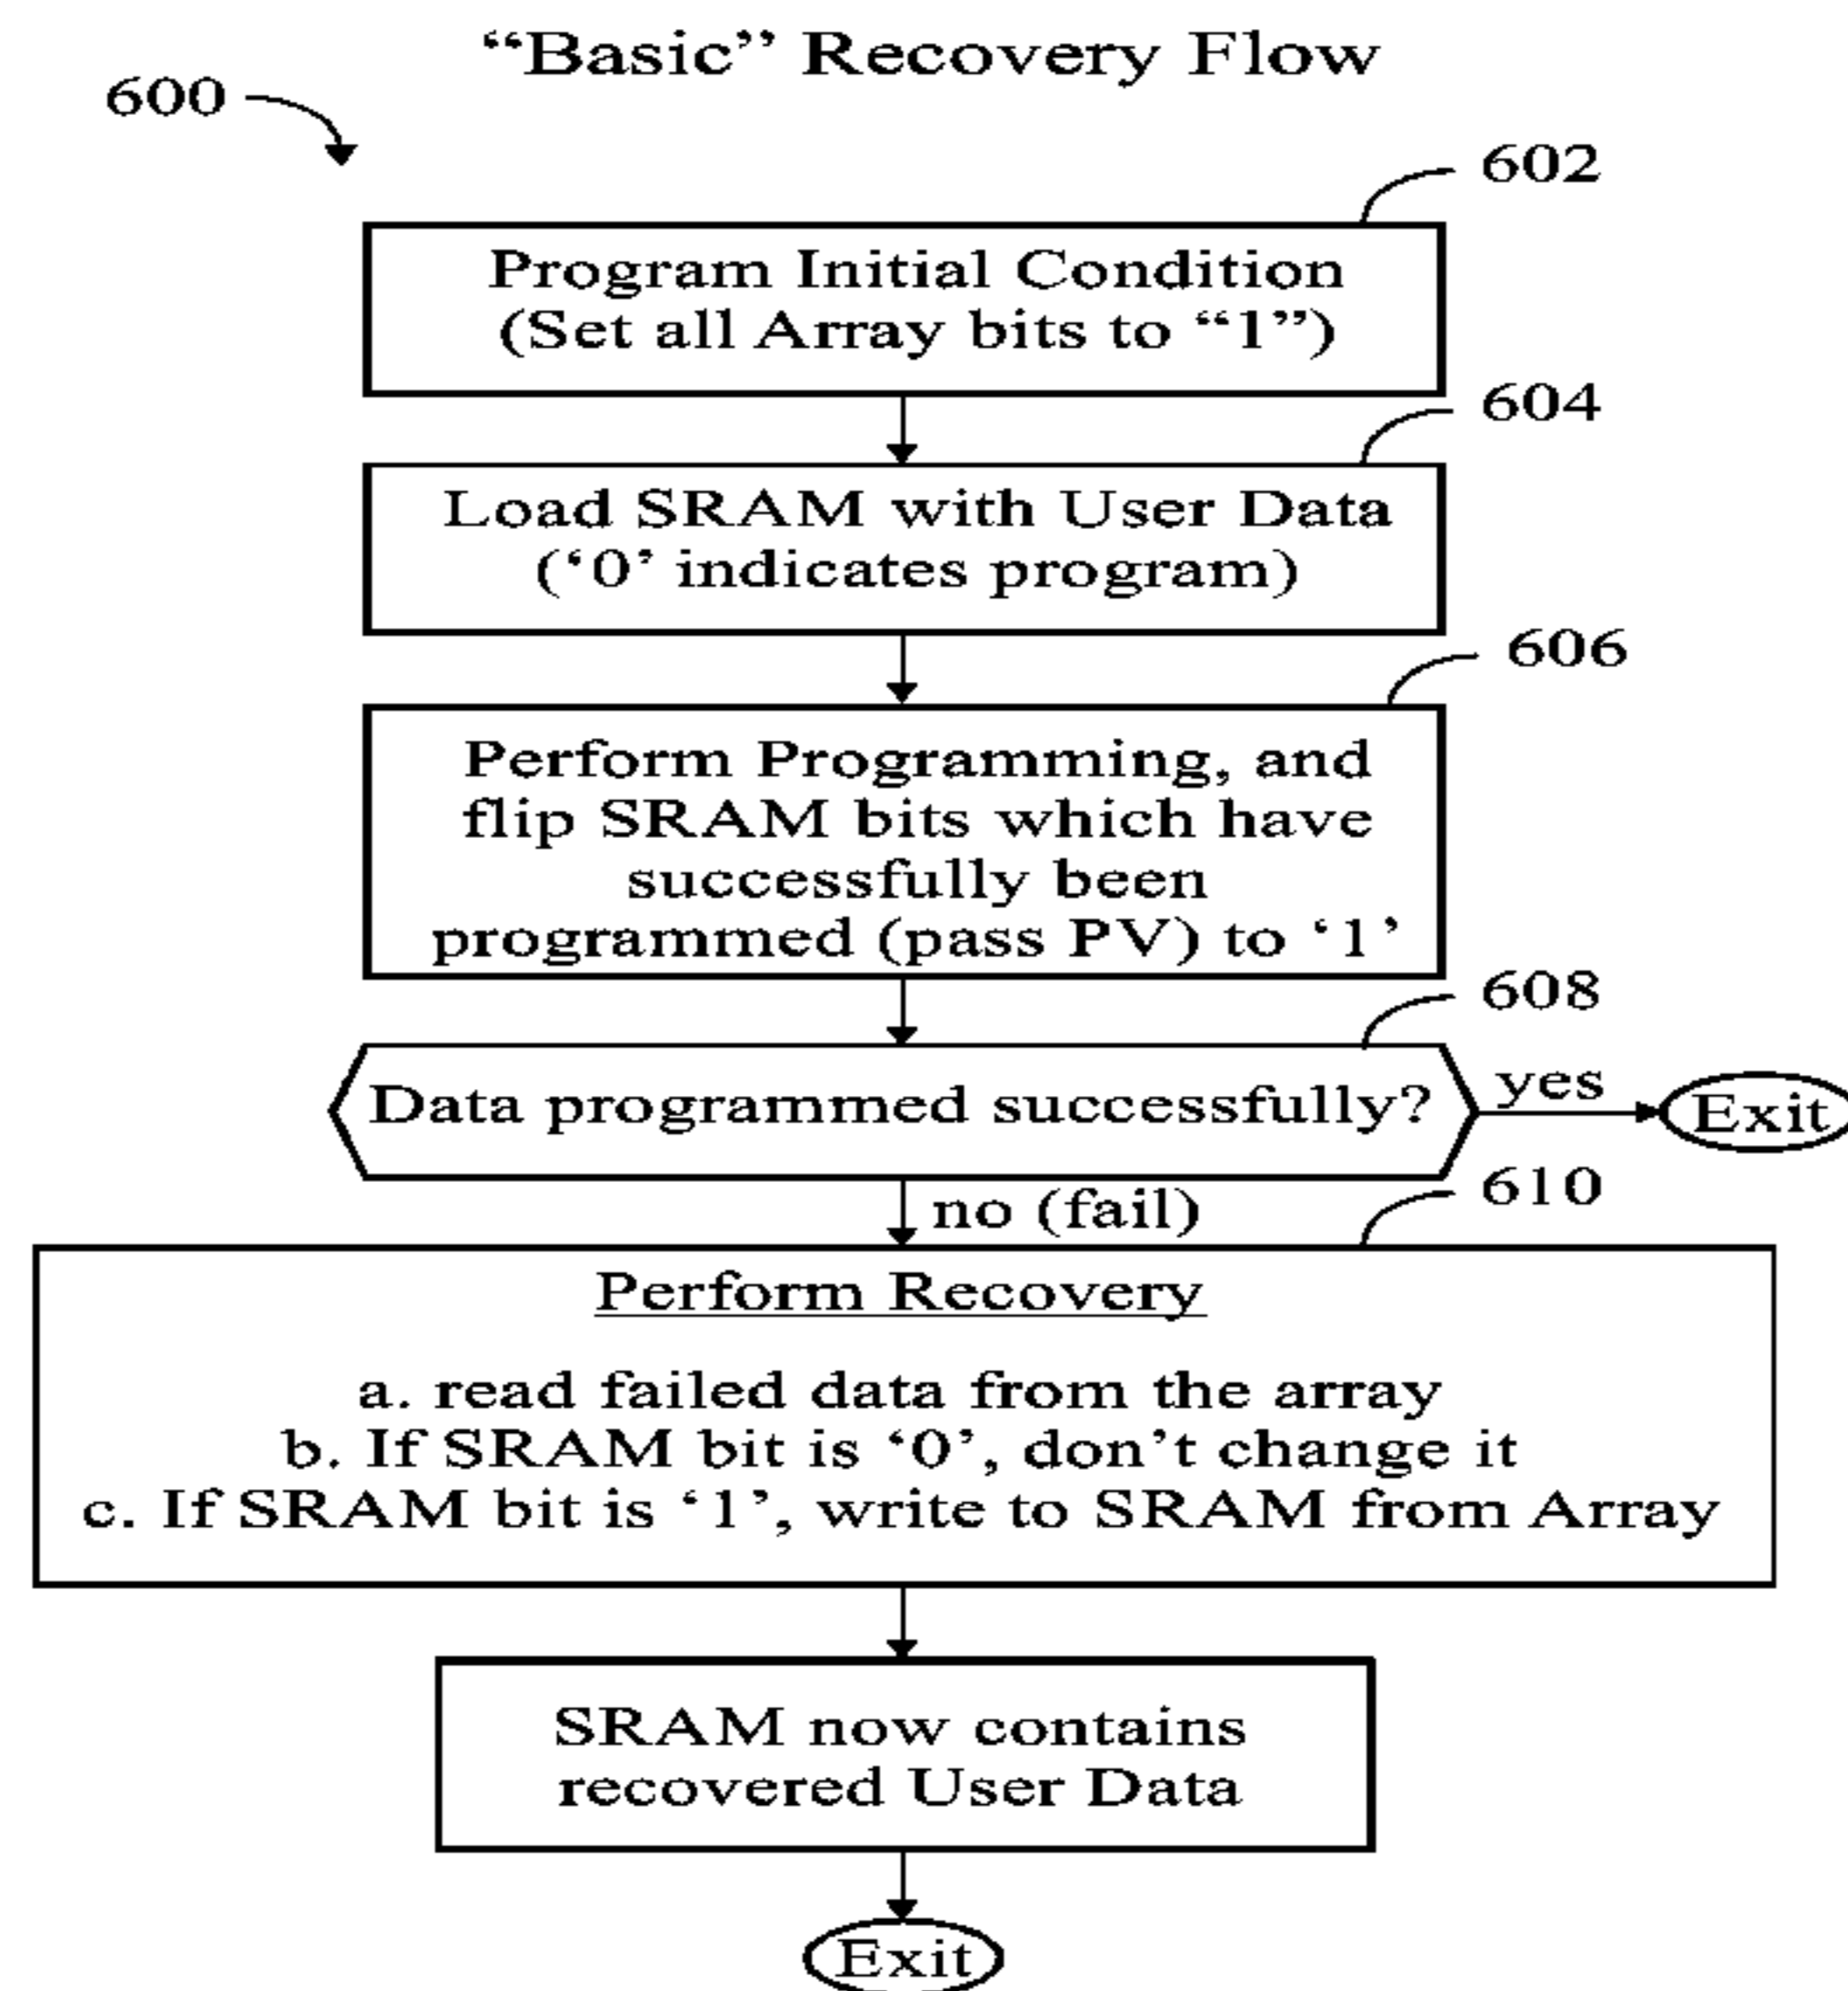 “Basic” Recovery Flow
600
602
Program Initial Condition
(Set all Array bits to “1”)
604
Load SRAM with User Data
(‘0’ indicates program)
606
Perform Programming, and
flip SRAM bits which have
successfully been
programmed (pass PV) to ‘1’
608
Data programmed successfully?
yes
Exit
no (fail)
610
Perform Recovery
a. read failed data from the array
b. If SRAM bit is ‘0’, don’t change it
c. If SRAM bit is ‘1’, write to SRAM from Array
SRAM now contains
recovered User Data
Exit